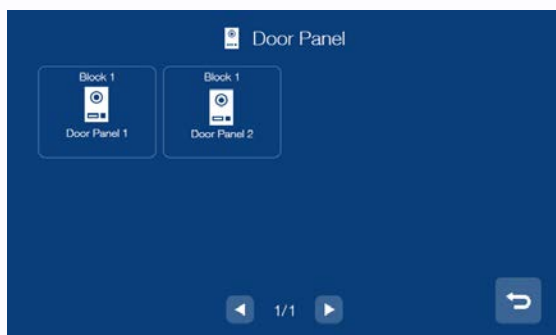 Door Panel
Block 1
Door Panel 1
Block 1
Door Panel 2
1/1